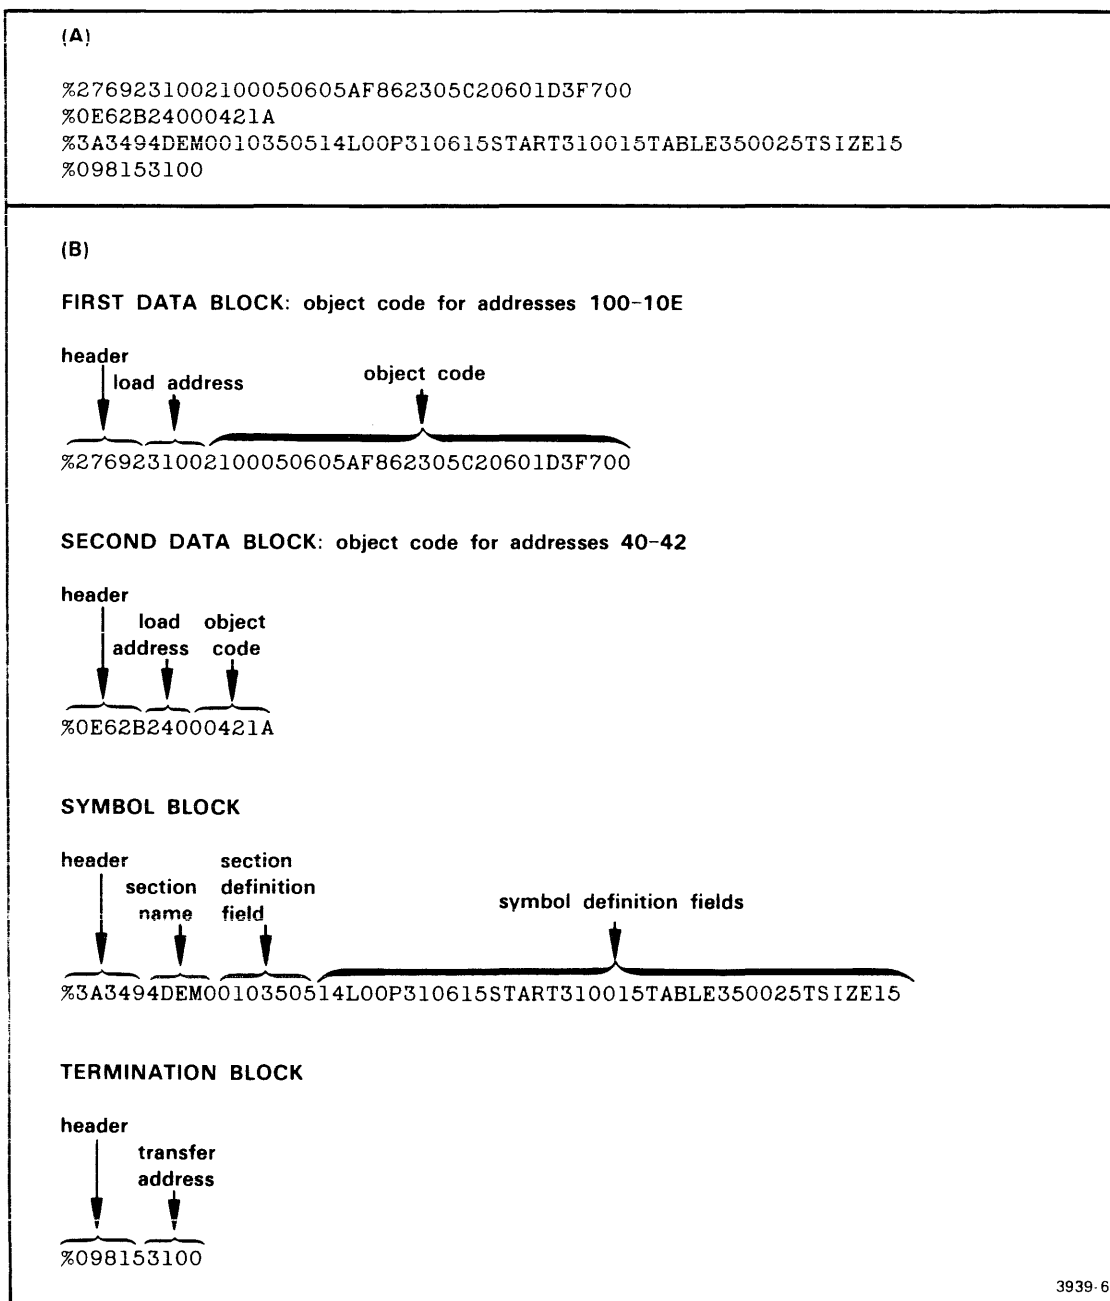 (A)
%276923100210005060 5AF862305C20601D3F700
%0E62B24000421A
%3A3494DEM0010350514LOOP310615START310015TABLE350025TSIZE15
%098153100
(B)
FIRST DATA BLOCK: object code for addresses 100-10E
header
load address
object code
%2769231002100050605AF862305C20601D3F700
SECOND DATA BLOCK: object code for addresses 40-42
header
load object
address code
%0E62B24000421A
SYMBOL BLOCK
header section
section definition
name field
symbol definition fields
%3A3494DEM0010350514LOOP310615START310015TABLE350025TSIZE15
TERMINATION BLOCK
header
transfer
address
%098153100
3939-6